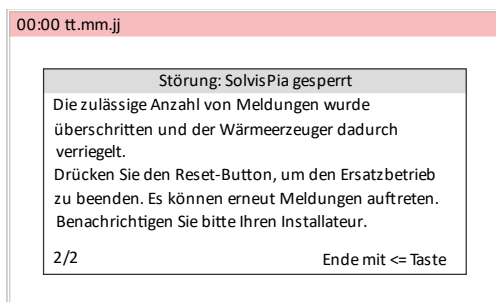 00:00 tt.mm.jj
Störung: SolvisPia gesperrt
Die zulässige Anzahl von Meldungen wurde
überschritten und der Wärmeerzeuger dadurch
verriegelt.
Drücken Sie den Reset-Button, um den Ersatzbetrieb
zu beenden. Es können erneut Meldungen auftreten.
Benachrichtigen Sie bitte Ihren Installateur.
2/2 Ende mit <= Taste